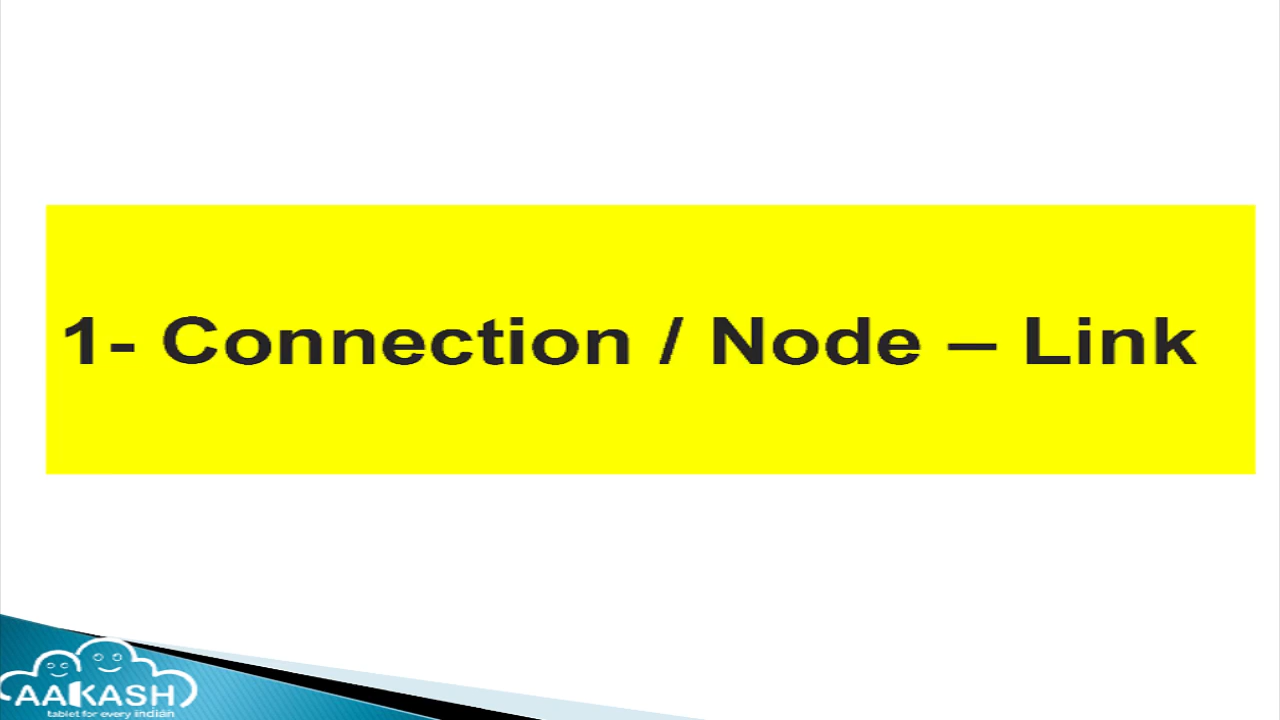 1- Connection / Node – Link
AAKASH
tablet for every indian